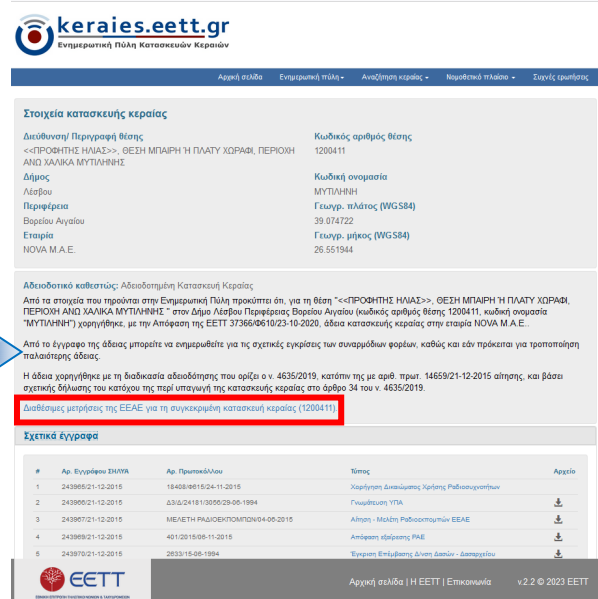 keraies.eett.gr
Ενημερωτική Πύλη Κατασκευών Κεραιών
Αρχική σελίδα Ενημερωτική πύλη Αναζήτηση κεραίας Νομοθετικό πλαίσιο Συχνές ερωτήσεις
Στοιχεία κατασκευής κεραίας
Διεύθυνση/ Περιγραφή θέσης
<<ΠΡΟΦΗΤΗΣ ΗΛΙΑΣ>>, ΘΕΣΗ ΜΠΑΙΡΗ Ή ΠΛΑΤΥ ΧΩΡΑΦΙ, ΠΕΡΙΟΧΗ
ΑΝΩ ΧΑΛΙΚΑ ΜΥΤΙΛΗΝΗΣ
Κωδικός αριθμός θέσης
1200411
Δήμος
Λέσβου
Κωδική ονομασία
ΜΥΤΙΛΗΝΗ
Περιφέρεια
Βορείου Αιγαίου
Γεωγρ. πλάτος (WGS84)
39.074722
Εταιρία
NOVA M.A.E.
Γεωγρ. μήκος (WGS84)
26.551944
Αδειοδοτικό καθεστώς: Αδειοδοτημένη Κατασκευή Κεραίας
Από τα στοιχεία που τηρούνται στην Ενημερωτική Πύλη προκύπτει ότι, για τη θέση "<<ΠΡΟΦΗΤΗΣ ΗΛΙΑΣ>>, ΘΕΣΗ ΜΠΑΙΡΗ Ή ΠΛΑΤΥ ΧΩΡΑΦΙ,
ΠΕΡΙΟΧΗ ΑΝΩ ΧΑΛΙΚΑ ΜΥΤΙΛΗΝΗΣ " στον Δήμο Λέσβου Περιφέρειας Βορείου Αιγαίου (κωδικός αριθμός θέσης 1200411, κωδική ονομασία
"ΜΥΤΙΛΗΝΗ") χορηγήθηκε, με την Απόφαση της ΕΕΤΤ 37366/Φ610/23-10-2020, άδεια κατασκευής κεραίας στην εταιρία NOVA M.A.E..
Από το έγγραφο της άδειας μπορείτε να ενημερωθείτε για τις σχετικές εγκρίσεις των συναρμόδιων φορέων, καθώς και εάν πρόκειται για τροποποίηση
παλαιότερης άδειας.
Η άδεια χορηγήθηκε με τη διαδικασία αδειοδότησης που ορίζει ο ν. 4635/2019, κατόπιν της με αριθ. πρωτ. 14659/21-12-2015 αίτησης, και βάσει
σχετικής δήλωσης του κατόχου της περί υπαγωγή της κατασκευής κεραίας στο άρθρο 34 του ν. 4635/2019.
Διαθέσιμες μετρήσεις της ΕΕΑΕ για τη συγκεκριμένη κατασκευή κεραίας (1200411).
Σχετικά έγγραφα
# Αρ. Εγγράφου ΣΗΛΥΑ Αρ. Πρωτοκόλλου Τύπος Αρχείο
1 243965/21-12-2015 18408/Φ615/24-11-2015 Χορήγηση Δικαιώματος Χρήσης Ραδιοσυχνοτήτων
2 243966/21-12-2015 Δ3/Δ/24181/3056/29-06-1994 Γνωμάτευση ΥΠΑ
3 243967/21-12-2015 ΜΕΛΕΤΗ ΡΑΔΙΟΕΚΠΟΜΠΩΝ/04-06-2015 Αίτηση - Μελέτη Ραδιοεκπομπών ΕΕΑΕ
4 243969/21-12-2015 401/2015/06-11-2015 Απόφαση εξαίρεσης ΡΑΕ
5 243970/21-12-2015 2633/15-06-1994 Έγκριση Επέμβασης Δ/νση Δασών - Δασαρχείου
ΕΕΤΤ
Αρχική σελίδα | Η ΕΕΤΤ | Επικοινωνία v.2.2 © 2023 ΕΕΤΤ